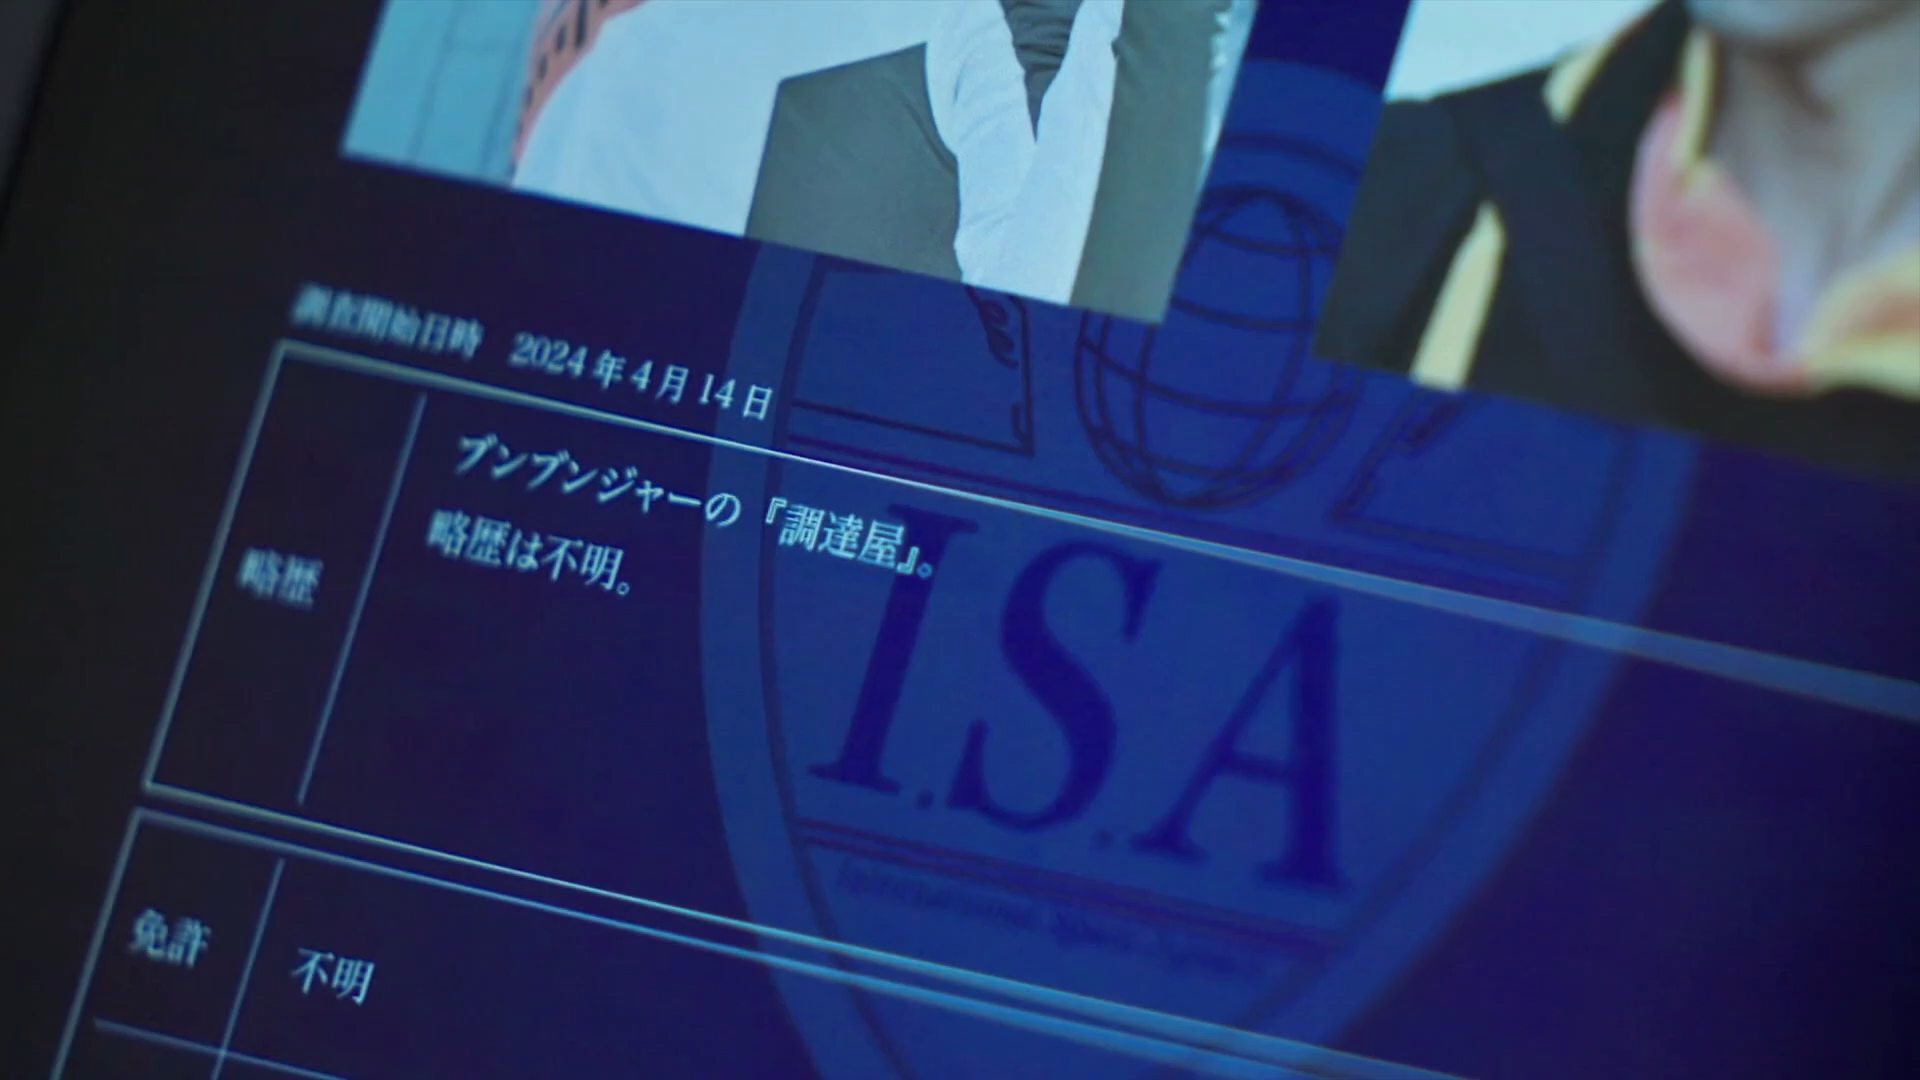 調査開始日時　2024年4月14日
略歴
ブンブンジャーの『調達屋』。
略歴は不明。
I.S.A
免許
不明